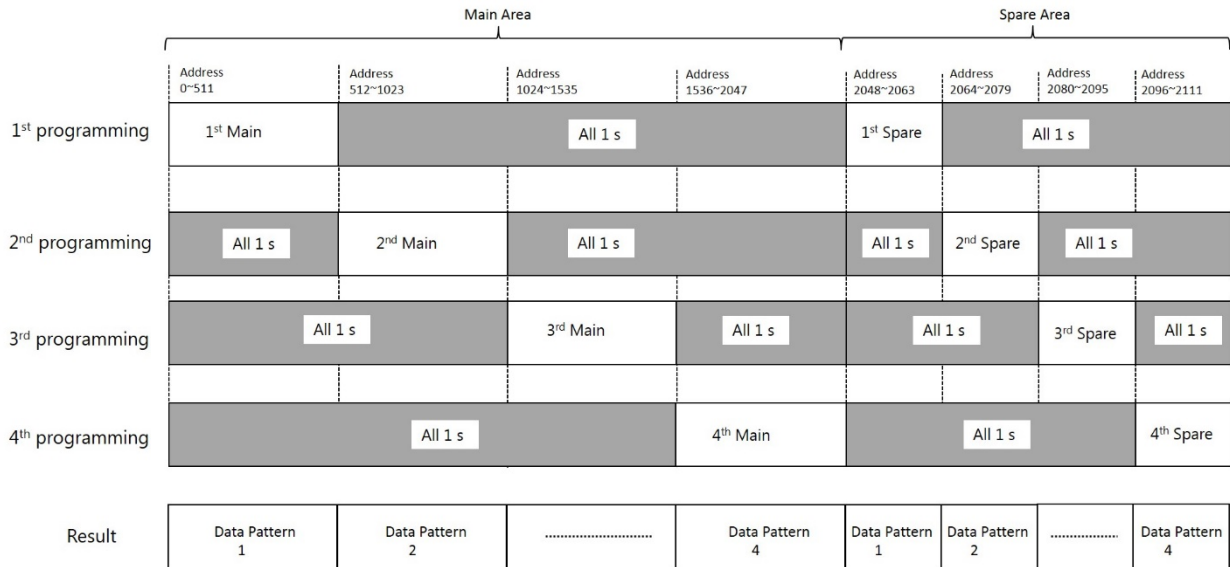 Main Area
Spare Area
Address
0~511
Address
512~1023
Address
1024~1535
Address
1536~2047
Address
2048~2063
Address
2064~2079
Address
2080~2095
Address
2096~2111
1st programming
1st Main
All 1 s
1st Spare
All 1 s
2nd programming
All 1 s
2nd Main
All 1 s
All 1 s
2nd Spare
All 1 s
3rd programming
All 1 s
3rd Main
All 1 s
All 1 s
3rd Spare
All 1 s
4th programming
All 1 s
4th Main
All 1 s
4th Spare
Result
Data Pattern
1
Data Pattern
2
..........................
Data Pattern
4
Data Pattern
1
Data Pattern
2
....................
Data Pattern
4